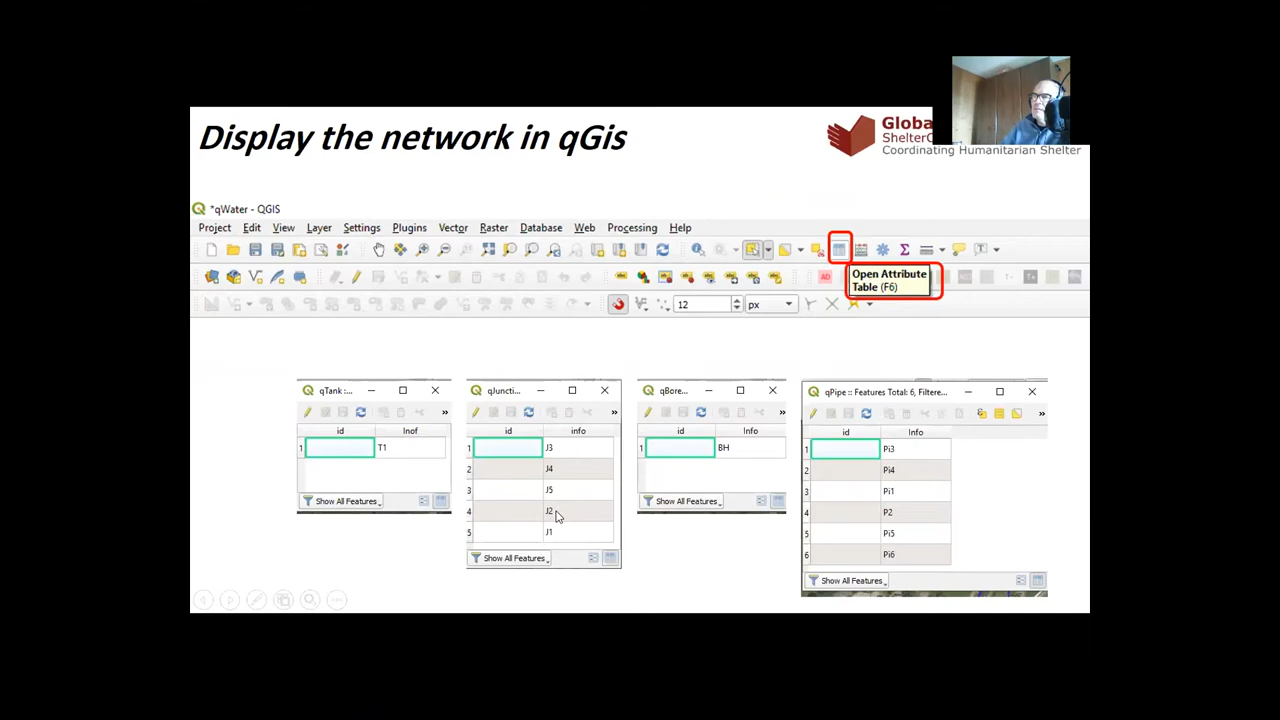 Display the network in qGis
Globa
ShelterC
Coordinating Humanitarian Shelter
*qWater - QGIS
Project Edit View Layer Settings Plugins Vector Raster Database Web Processing Help
Open Attribute
Table (F6)
12 px
qTank :..
id Inof
1 T1
Show All Features
qJuncti...
id info
1 J3
2 J4
3 J5
4 J2
5 J1
Show All Features
qBore...
id Info
1 BH
Show All Features
qPipe :: Features Total: 6, Filtere...
id Info
1 Pi3
2 Pi4
3 Pi1
4 P2
5 Pi5
6 Pi6
Show All Features